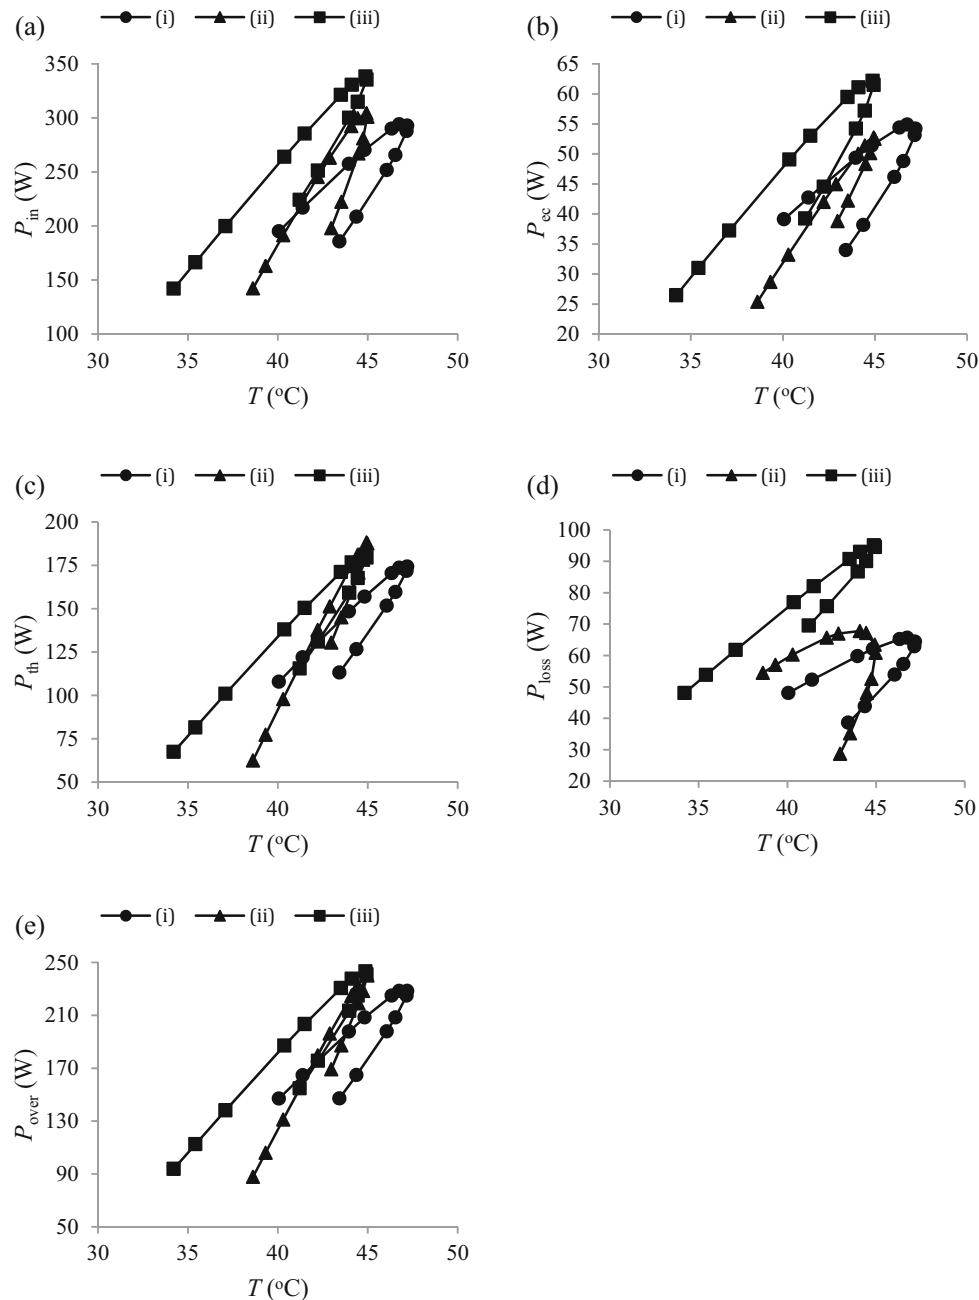 (a) (i) (ii) (iii)
350
300
250
200
150
100
30 35 40 45 50
P_in (W)
T (°C)
(b) (i) (ii) (iii)
65
60
55
50
45
40
35
30
25
20
30 35 40 45 50
P_ec (W)
T (°C)
(c) (i) (ii) (iii)
200
175
150
125
100
75
50
30 35 40 45 50
P_th (W)
T (°C)
(d) (i) (ii) (iii)
100
90
80
70
60
50
40
30
20
30 35 40 45 50
P_loss (W)
T (°C)
(e) (i) (ii) (iii)
250
210
170
130
90
50
30 35 40 45 50
P_over (W)
T (°C)